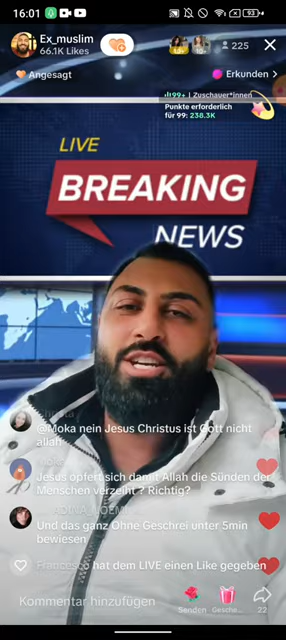 16:01
93
Ex_muslim
66.1K Likes
225
Angesagt
Erkunden >
99+ | Zuschauer*innen
Punkte erforderlich
für 99: 238.3K
LIVE
BREAKING
NEWS
@Moka nein Jesus Christus ist Gott nicht
allah
Jesus opfert sich damit Allah die Sünden der
Menschen verzeiht ? Richtig?
Und das ganz Ohne Geschrei unter 5min
bewiesen
Francesco hat dem LIVE einen Like gegeben
Kommentar hinzufügen
Senden
Gesche...
22